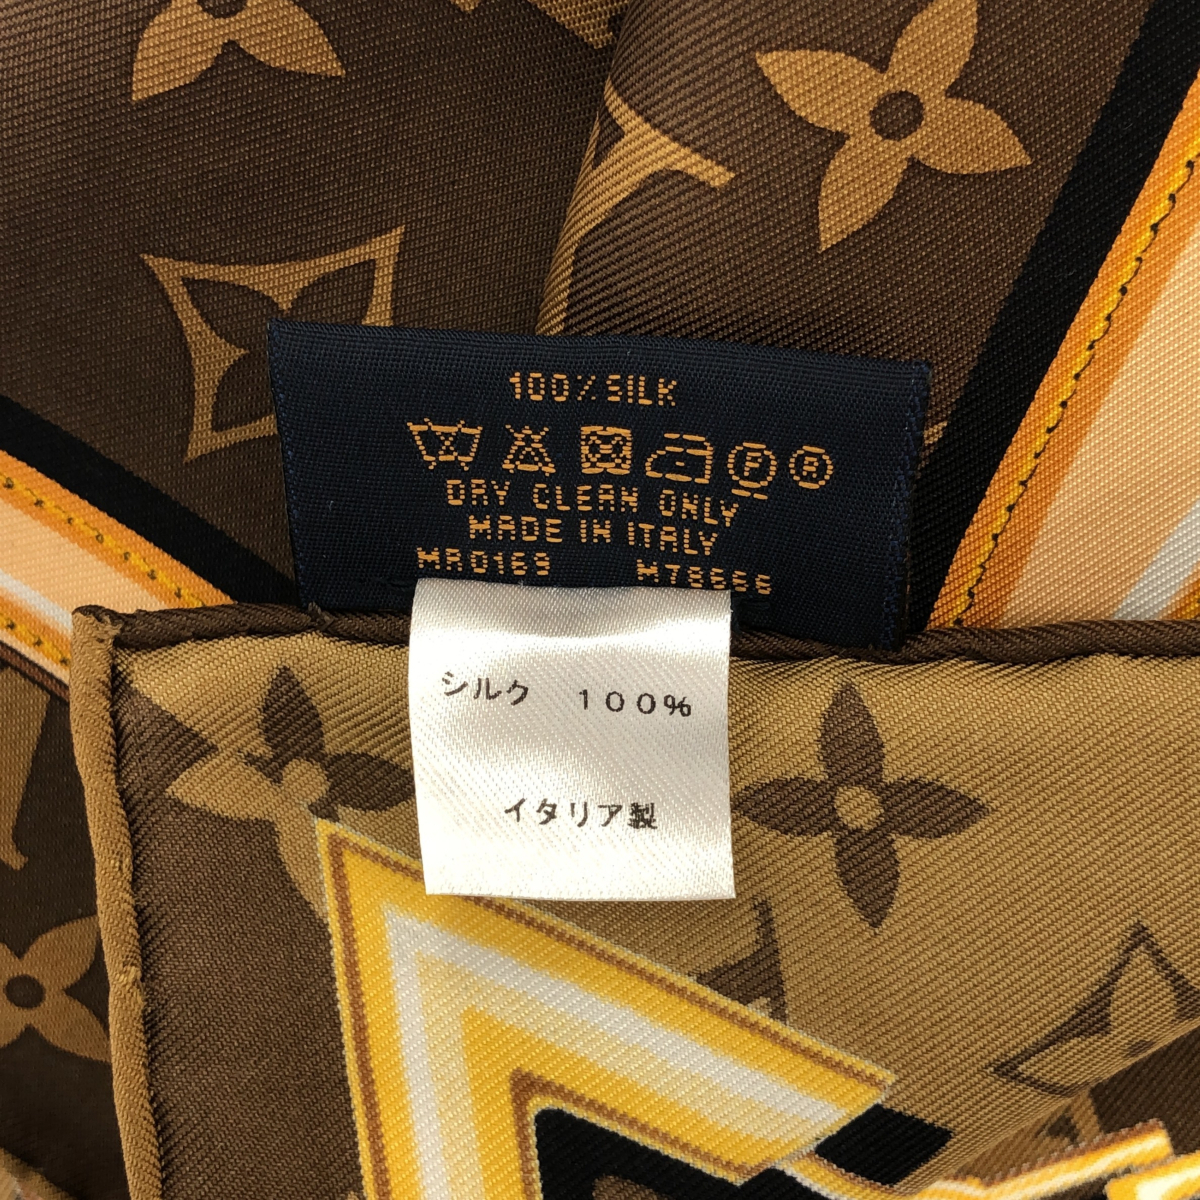 100% SILK
P R
DRY CLEAN ONLY
MADE IN ITALY
MR0169 M78666
シルク 100%
イタリア製